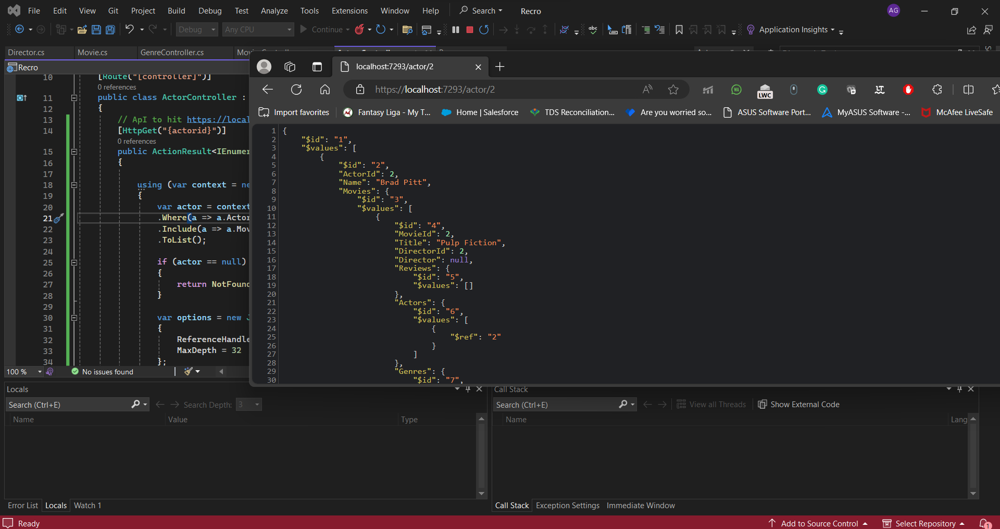 File Edit View Git Project Build Debug Test Analyze Tools Extensions Window Help Search Recro AG
Debug Any CPU Continue abc Application Insights
Director.cs Movie.cs GenreController.cs
Recro
localhost:7293/actor/2
https://localhost:7293/actor/2
LWC
Import favorites Fantasy Liga - My T... Home | Salesforce TDS Reconciliation... Are you worried so... ASUS Software Port... MyASUS Software -... McAfee LiveSafe
10 [Route("[controller]")]
0 references
11 public class ActorController :
12 {
13 // ApI to hit https://local
14 [HttpGet("{actorid}")]
0 references
15 public ActionResult<IEnumer
16 {
17
18 using (var context = ne
19 {
20 var actor = context
21 .Where(a => a.Actor
22 .Include(a => a.Mov
23 .ToList();
24
25 if (actor == null)
26 {
27 return NotFound
28 }
29
30 var options = new J
31 {
32 ReferenceHandle
33 MaxDepth = 32
34 };
100 % No issues found
1 {
2 "$id": "1",
3 "$values": [
4 {
5 "$id": "2",
6 "ActorId": 2,
7 "Name": "Brad Pitt",
8 "Movies": {
9 "$id": "3",
10 "$values": [
11 {
12 "$id": "4",
13 "MovieId": 2,
14 "Title": "Pulp Fiction",
15 "DirectorId": 2,
16 "Director": null,
17 "Reviews": {
18 "$id": "5",
19 "$values": []
20 },
21 "Actors": {
22 "$id": "6",
23 "$values": [
24 {
25 "$ref": "2"
26 }
27 ]
28 },
29 "Genres": {
30 "$id": "7",
Locals
Search (Ctrl+E) Search Depth: 3
Name Value Type
Error List Locals Watch 1
Call Stack
Search (Ctrl+E) View all Threads Show External Code
Name Lang
Call Stack Exception Settings Immediate Window
Ready Add to Source Control Select Repository 1